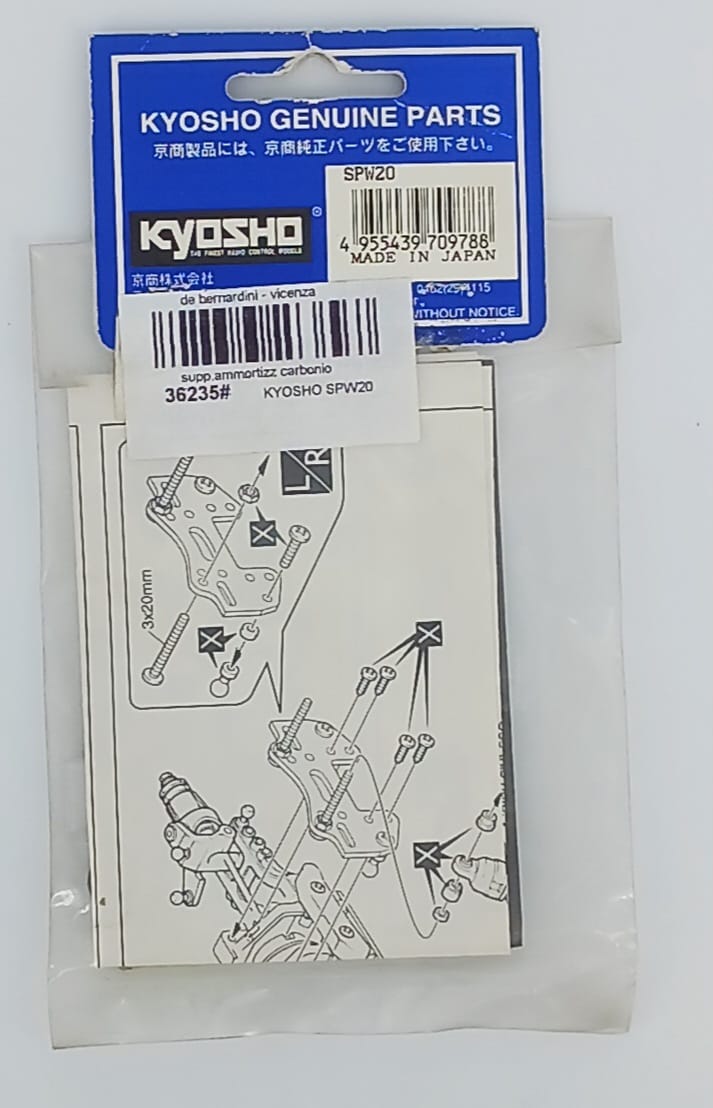 KYOSHO GENUINE PARTS
京商製品には、京商純正パーツをご使用下さい。
SPW20
KYOSHO®
THE FINEST RADIO CONTROL MODELS
4 955439 709788
MADE IN JAPAN
京商株式会社
WITHOUT NOTICE.
de bernardini - vicenza
supp.ammortizz carbonio
36235# KYOSHO SPW20
L/R
X
3x20mm
X
X
X